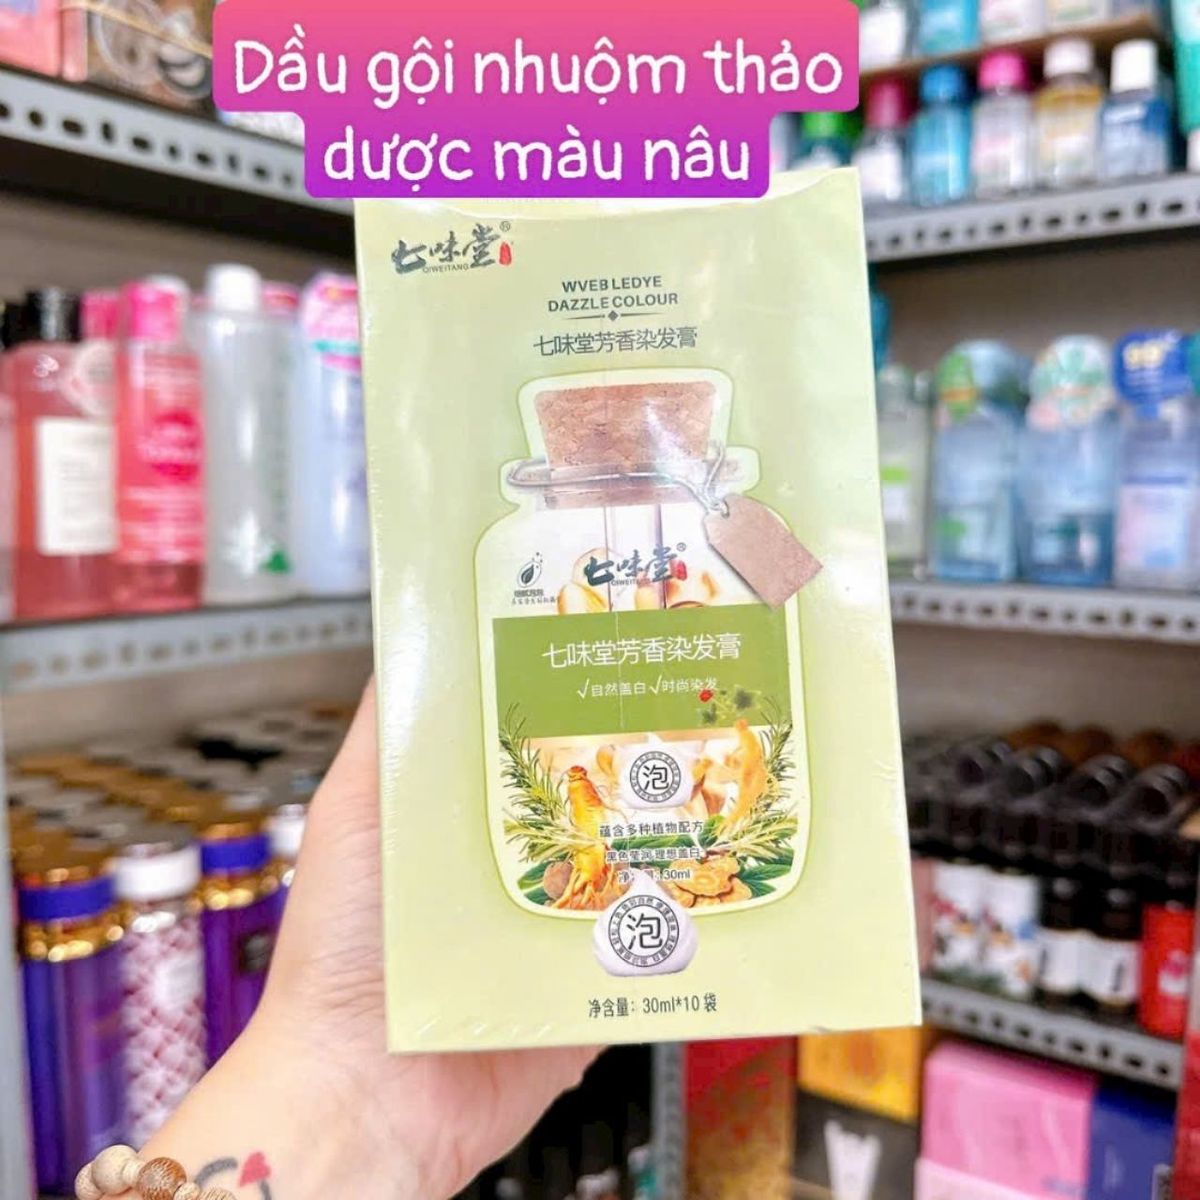 Dầu gội nhuộm thảo
dược màu nâu
七味堂®
QIWEITANG
WVEB LEDYE
DAZZLE COLOUR
七味堂芳香染发膏
七味堂®
QIWEITANG
七味堂芳香染发膏
√自然盖白 √时尚染发
泡
蕴含多种植物配方
黑色莹润 理想盖白
净 :30ml
泡
净含量: 30ml*10 袋